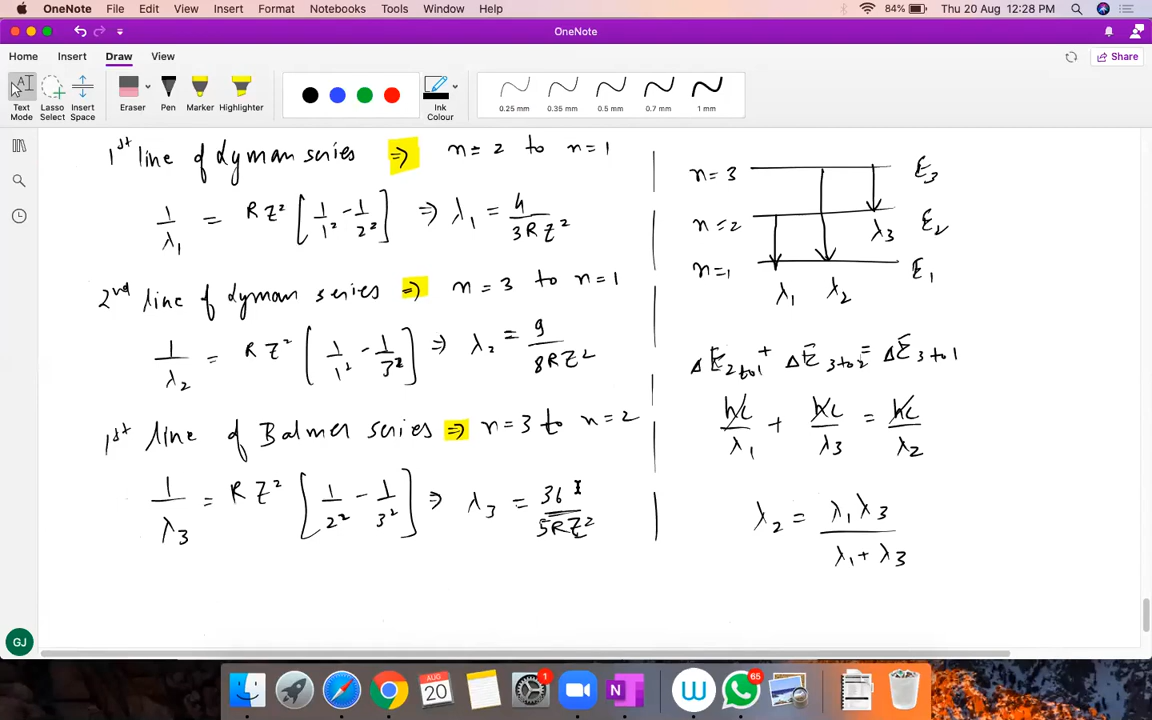 OneNote File Edit View Insert Format Notebooks Tools Window Help 84% Thu 20 Aug 12:28 PM
OneNote
Home Insert Draw View Share
Text Mode Lasso Select Insert Space Eraser Pen Marker Highlighter Ink Colour 0.25 mm 0.35 mm 0.5 mm 0.7 mm 1 mm
1st line of Lyman series ⇒ n = 2 to n = 1
1/λ₁ = RZ² [1/1² - 1/2²] ⇒ λ₁ = 4/3RZ²
2nd line of Lyman series ⇒ n = 3 to n = 1
1/λ₂ = RZ² [1/1² - 1/3²] ⇒ λ₂ = 9/8RZ²
1st line of Balmer series ⇒ n = 3 to n = 2
1/λ₃ = RZ² [1/2² - 1/3²] ⇒ λ₃ = 36/5RZ²
n = 3 E₃
n = 2 λ₃ E₂
n = 1 E₁
λ₁ λ₂
ΔE₂ to 1 + ΔE₃ to 2 = ΔE₃ to 1
hc/λ₁ + hc/λ₃ = hc/λ₂
λ₂ = λ₁λ₃/λ₁ + λ₃
GJ
AUG 20 1 65